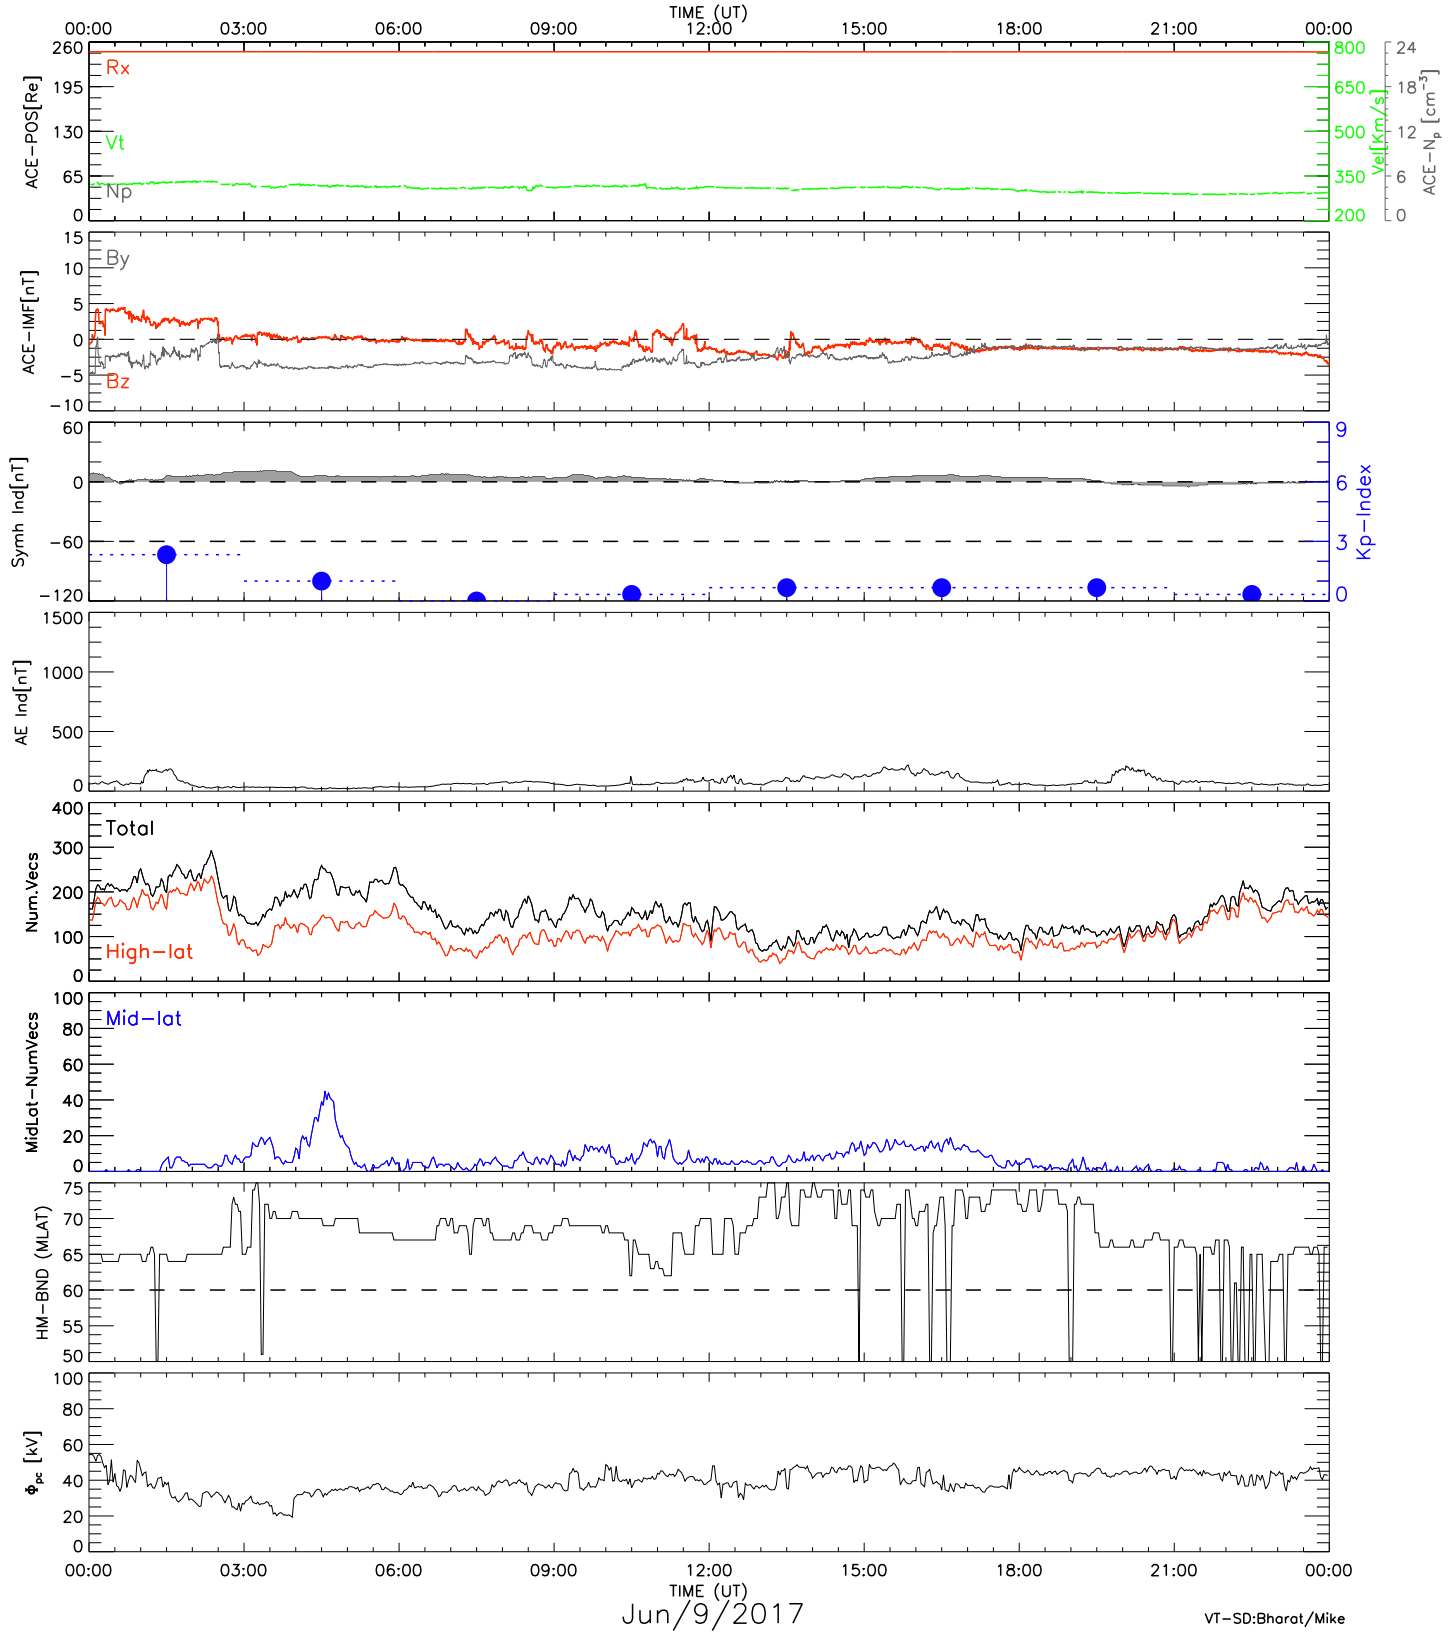 TIME (UT)
00:00 03:00 06:00 09:00 12:00 15:00 18:00 21:00 00:00
ACE-POS[Re]
260
195
130
65
0
Rx
Vt
Np
800
650
500
350
200
Vel[Km/s]
24
18
12
6
0
ACE-Np [cm⁻³]
ACE-IMF[nT]
15
10
5
0
-5
-10
By
Bz
Symh Ind[nT]
60
0
-60
-120
9
6
3
0
Kp-Index
AE Ind[nT]
1500
1000
500
0
Num.Vecs
400
300
200
100
0
Total
High-lat
MidLat-NumVecs
100
80
60
40
20
0
Mid-lat
HM-BND (MLAT)
75
70
65
60
55
50
Φpc [kV]
100
80
60
40
20
0
00:00 03:00 06:00 09:00 12:00 15:00 18:00 21:00 00:00
TIME (UT)
Jun/9/2017
VT-SD:Bharat/Mike